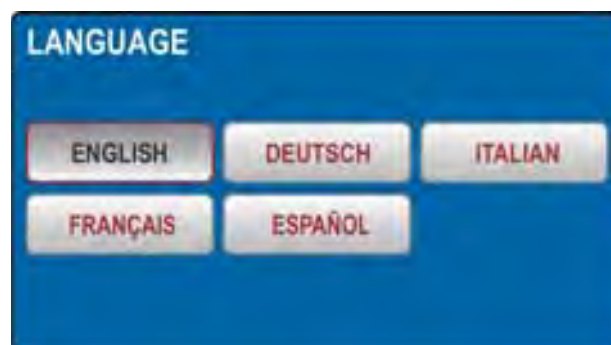 LANGUAGE
ENGLISH DEUTSCH ITALIAN
FRANÇAIS ESPAÑOL